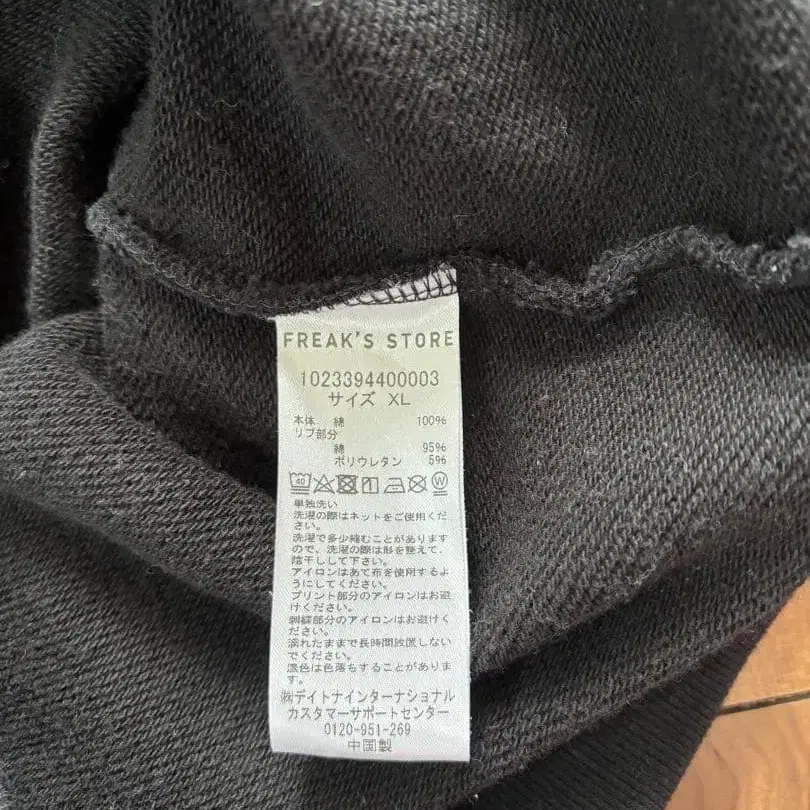 FREAK'S STORE
1023394400003
サイズ XL
本体 綿 100%
リブ部分
綿 95%
ポリウレタン 5%
40
W
単独洗い
洗濯の際はネットをご使用くだ
さい。
洗濯で多少縮むことがあります
ので、洗濯の際は形を整えて、
陰干しして下さい。
アイロンはあて布を使用するよ
うにしてください。
プリント部分のアイロンはお避
けください。
刺繍部分のアイロンはお避けく
ださい。
濡れたままで長時間放置しない
でください。
濃色は色落ちすることがありま
す。
㈱デイトナインターナショナル
カスタマーサポートセンター
0120-951-269
中国製